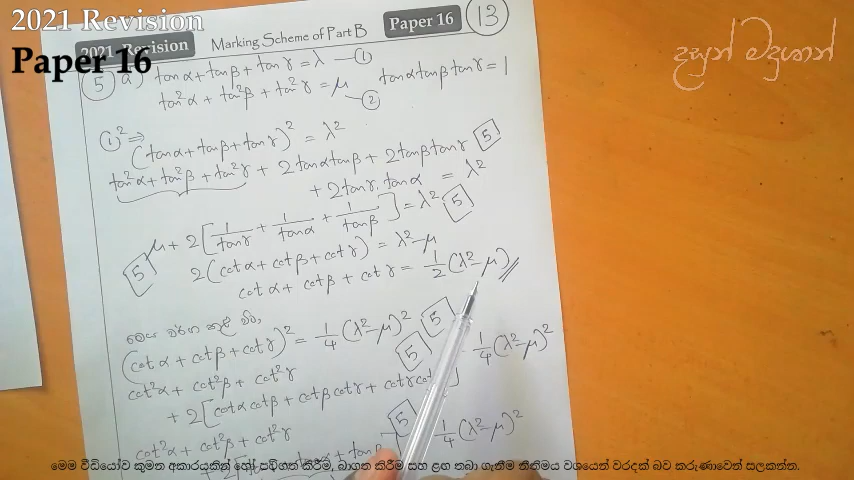 2021 Revision
Paper 16
දසුන් මදුශාන්
2021 Revision Marking Scheme of Part B Paper 16 13
5 a) tanα + tanβ + tanγ = λ — ①
tan²α + tan²β + tan²γ = μ — ② tanα tanβ tanγ = 1
①² ⇒
(tanα + tanβ + tanγ)² = λ²
tan²α + tan²β + tan²γ + 2tanα tanβ + 2tanβ tanγ 5
+ 2tanγ. tanα = λ²
μ + 2[1/tanγ + 1/tanα + 1/tanβ] = λ² 5
5 2(cotα + cotβ + cotγ) = λ² - μ
cotα + cotβ + cotγ = 1/2 (λ² - μ)
වර්ග කළ විට,
(cotα + cotβ + cotγ)² = 1/4 (λ² - μ)² 5
cot²α + cot²β + cot²γ 5
+ 2[cotα cotβ + cotβ cotγ + cotγ cot 1/4 (λ² - μ)²
cot²α + cot²β + cot²γ 5 1/4 (λ² - μ)²
මෙම වීඩියෝව කුමන අකාරයකින් හෝ පටිගත කිරීම, බාගත කිරීම සහ ළඟ තබා ගැනීම නීතිමය වශයෙන් වරදක් බව කරුණාවෙන් සලකන්න.